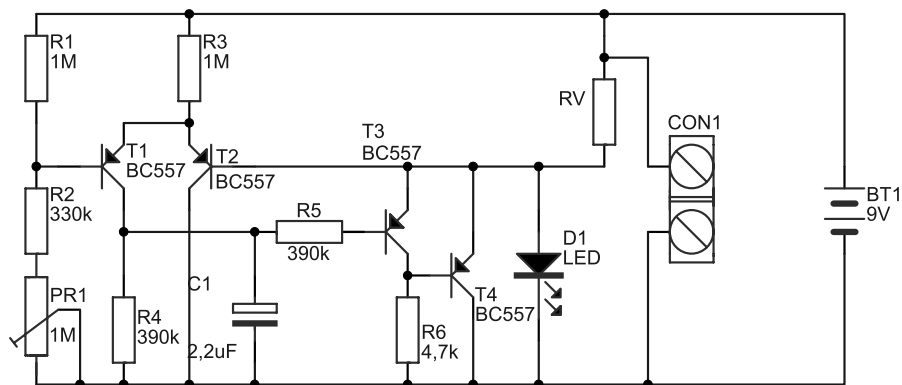 R1
1M
R3
1M
RV
T3
BC557
CON1
T1
BC557
T2
BC557
R2
330k
BT1
9V
R5
390k
D1
LED
C1
PR1
1M
R4
390k
2,2uF
T4
BC557
R6
4,7k